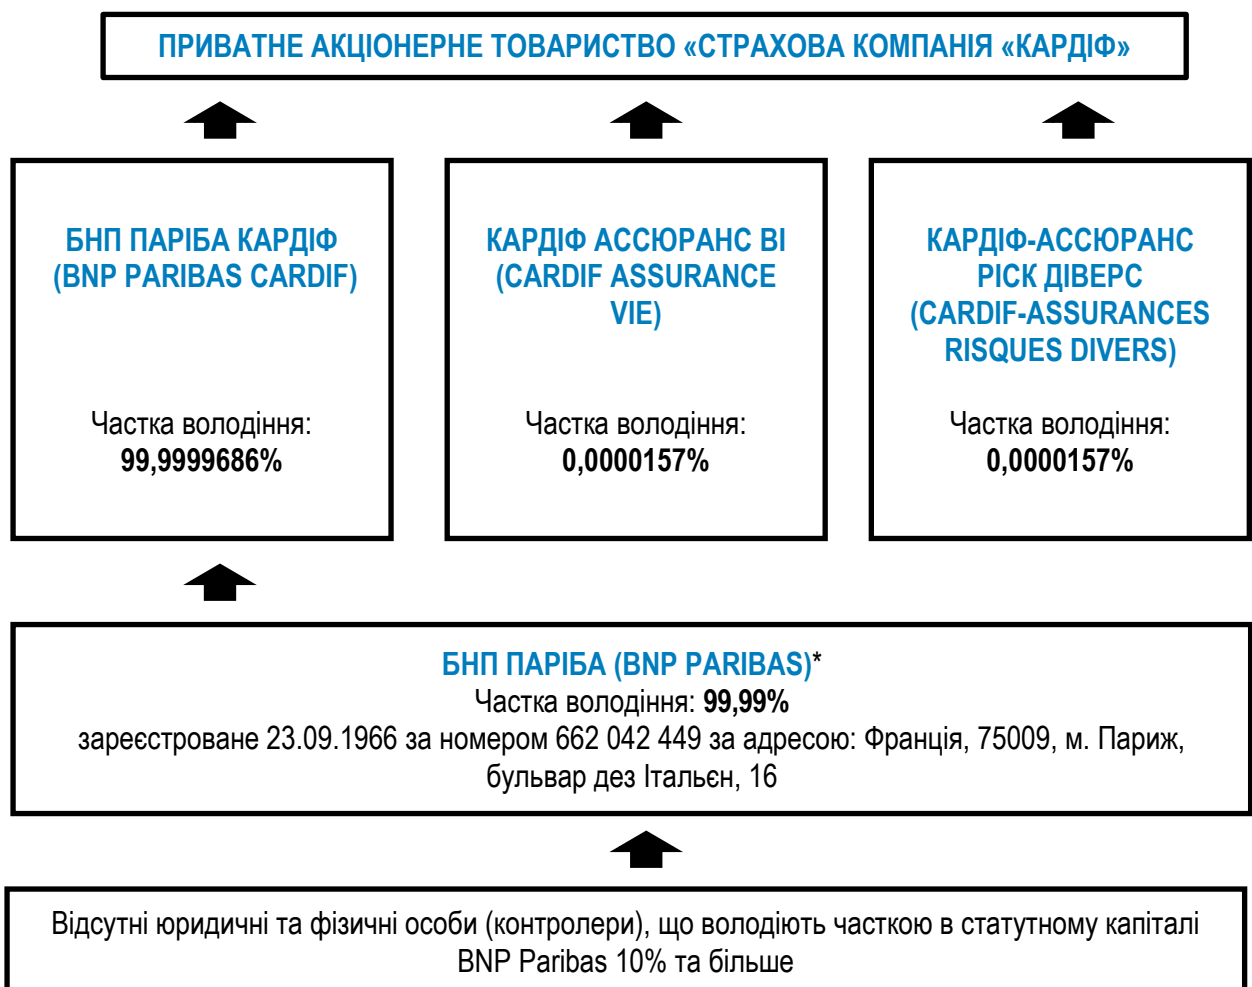 ПРИВАТНЕ АКЦІОНЕРНЕ ТОВАРИСТВО «СТРАХОВА КОМПАНІЯ «КАРДІФ»
БНП ПАРІБА КАРДІФ
(BNP PARIBAS CARDIF)
Частка володіння:
99,9999686%
КАРДІФ АССЮРАНС ВІ
(CARDIF ASSURANCE
VIE)
Частка володіння:
0,0000157%
КАРДІФ-АССЮРАНС
РІСК ДІВЕРС
(CARDIF-ASSURANCES
RISQUES DIVERS)
Частка володіння:
0,0000157%
БНП ПАРІБА (BNP PARIBAS)*
Частка володіння: 99,99%
зареєстроване 23.09.1966 за номером 662 042 449 за адресою: Франція, 75009, м. Париж,
бульвар дез Італьєн, 16
Відсутні юридичні та фізичні особи (контролери), що володіють часткою в статутному капіталі
BNP Paribas 10% та більше